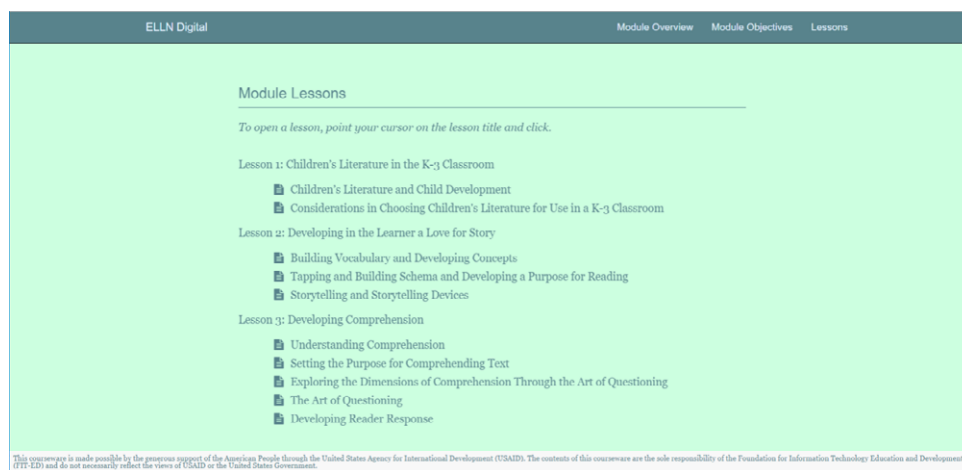 ELLN Digital
Module Overview Module Objectives Lessons
Module Lessons
To open a lesson, point your cursor on the lesson title and click.
Lesson 1: Children's Literature in the K-3 Classroom
Children's Literature and Child Development
Considerations in Choosing Children's Literature for Use in a K-3 Classroom
Lesson 2: Developing in the Learner a Love for Story
Building Vocabulary and Developing Concepts
Tapping and Building Schema and Developing a Purpose for Reading
Storytelling and Storytelling Devices
Lesson 3: Developing Comprehension
Understanding Comprehension
Setting the Purpose for Comprehending Text
Exploring the Dimensions of Comprehension Through the Art of Questioning
The Art of Questioning
Developing Reader Response
This courseware is made possible by the generous support of the American People through the United States Agency for International Development (USAID). The contents of this courseware are the sole responsibility of the Foundation for Information Technology Education and Development
(FIT-ED) and do not necessarily reflect the views of USAID or the United States Government.